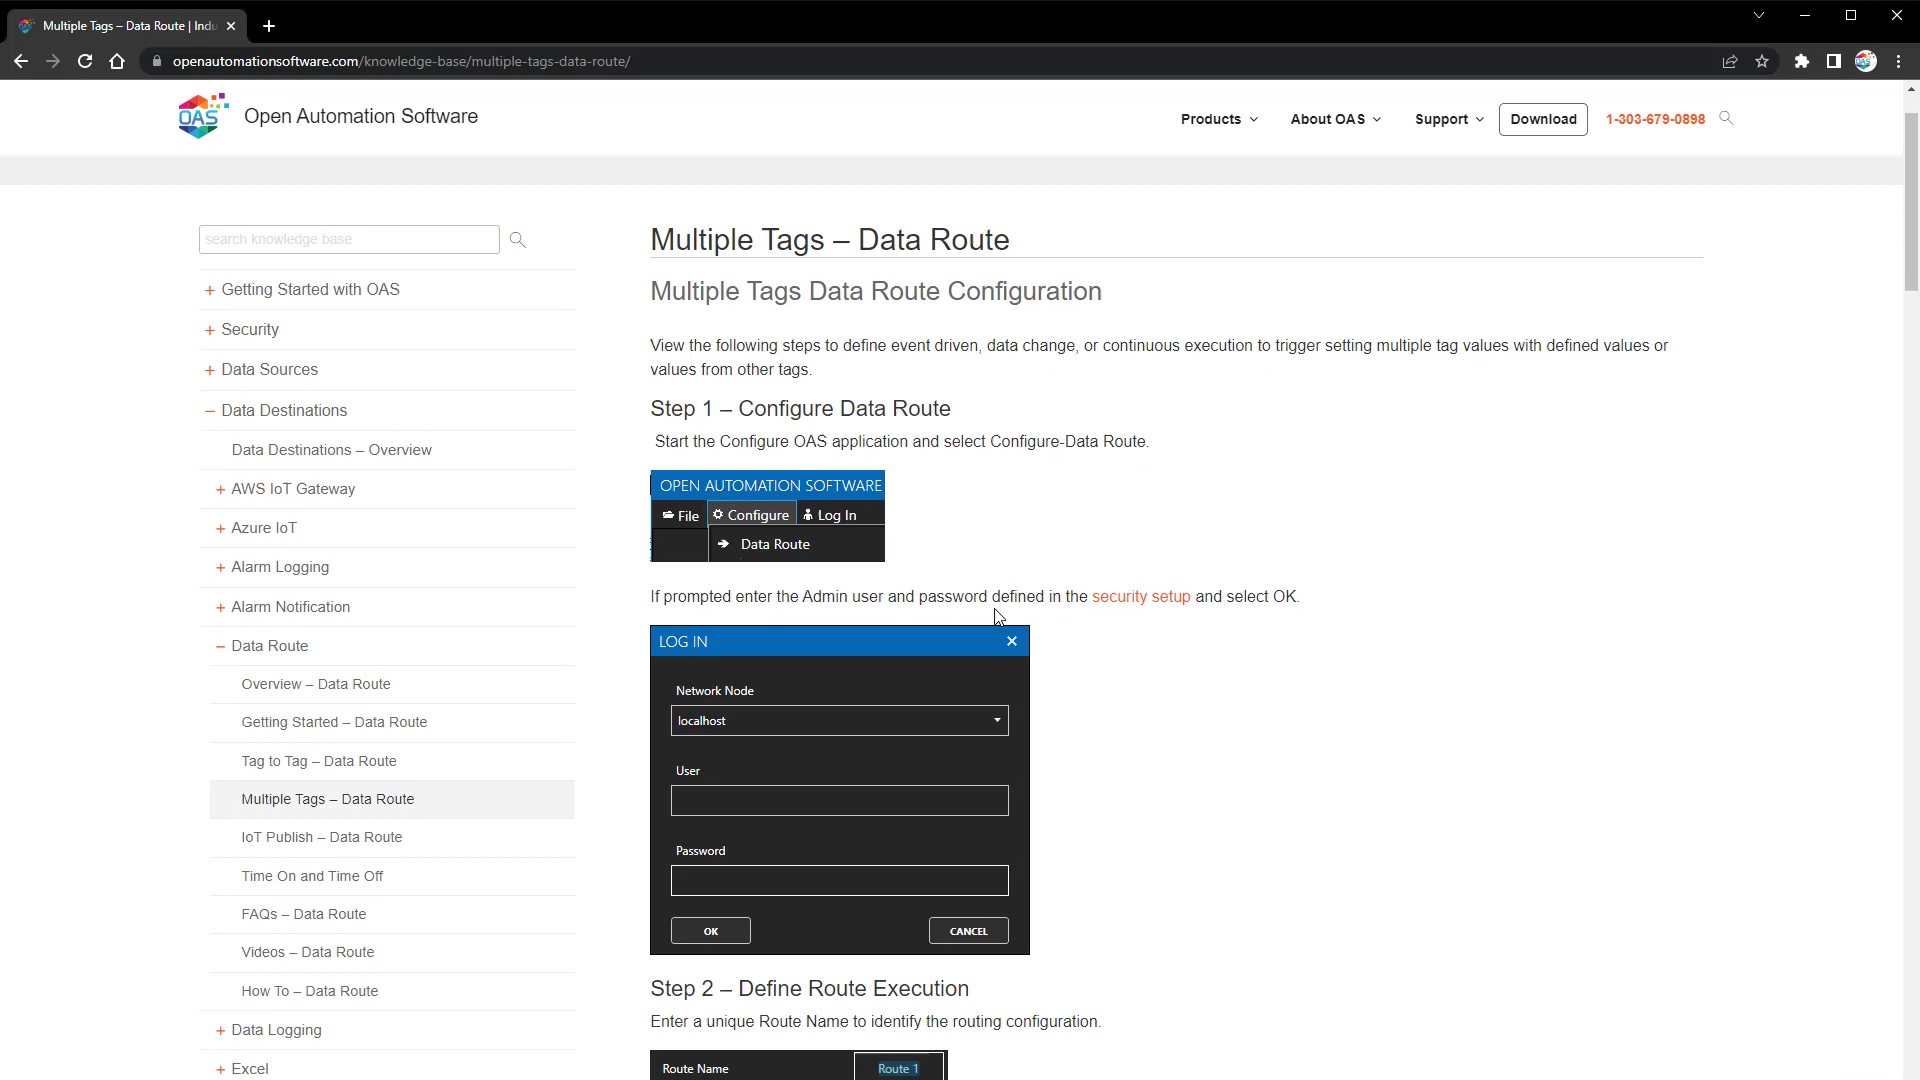 Multiple Tags – Data Route | Indu
openautomationsoftware.com/knowledge-base/multiple-tags-data-route/
OAS
Open Automation Software
Products
About OAS
Support
Download
1-303-679-0898
search knowledge base
+ Getting Started with OAS
+ Security
+ Data Sources
– Data Destinations
Data Destinations – Overview
+ AWS IoT Gateway
+ Azure IoT
+ Alarm Logging
+ Alarm Notification
– Data Route
Overview – Data Route
Getting Started – Data Route
Tag to Tag – Data Route
Multiple Tags – Data Route
IoT Publish – Data Route
Time On and Time Off
FAQs – Data Route
Videos – Data Route
How To – Data Route
+ Data Logging
+ Excel
Multiple Tags – Data Route
Multiple Tags Data Route Configuration
View the following steps to define event driven, data change, or continuous execution to trigger setting multiple tag values with defined values or
values from other tags.
Step 1 – Configure Data Route
Start the Configure OAS application and select Configure-Data Route.
OPEN AUTOMATION SOFTWARE
File Configure Log In
Data Route
If prompted enter the Admin user and password defined in the security setup and select OK.
LOG IN
Network Node
localhost
User
Password
OK
CANCEL
Step 2 – Define Route Execution
Enter a unique Route Name to identify the routing configuration.
Route Name
Route 1